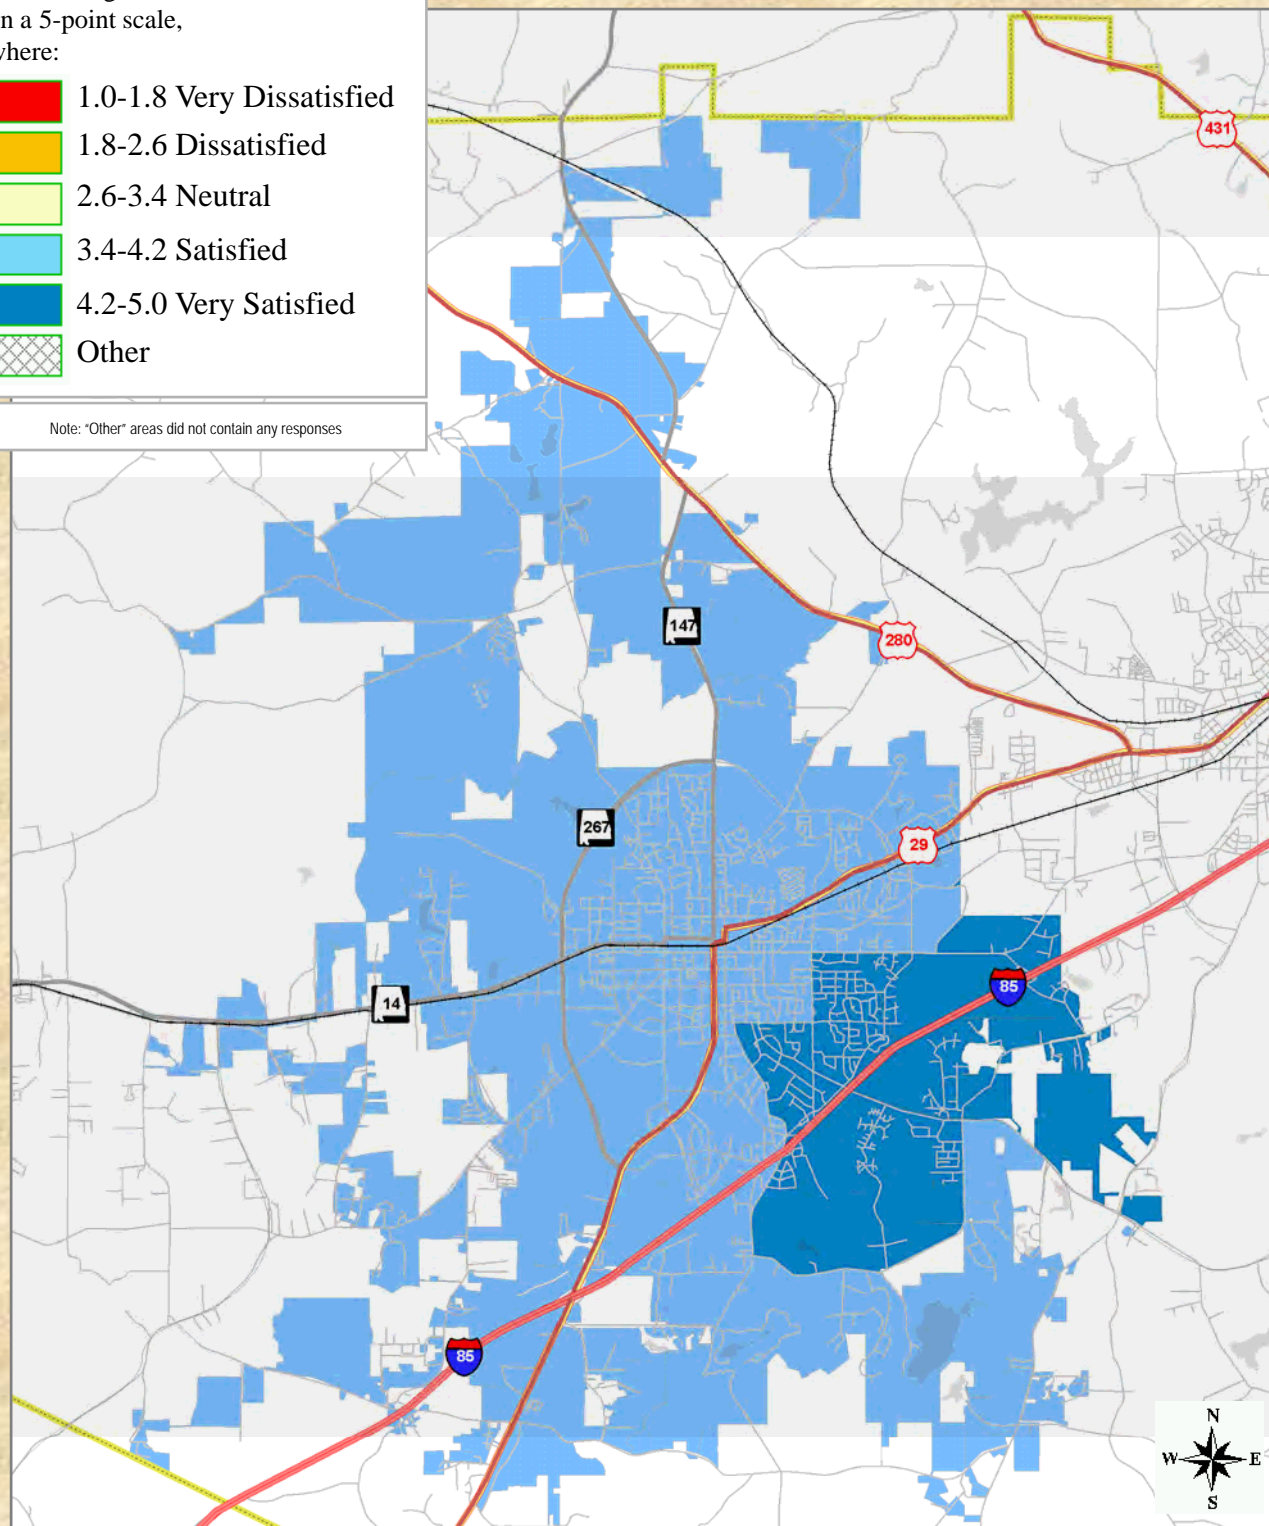 n a 5-point scale,
where:
1.0-1.8 Very Dissatisfied
1.8-2.6 Dissatisfied
2.6-3.4 Neutral
3.4-4.2 Satisfied
4.2-5.0 Very Satisfied
Other
Note: "Other" areas did not contain any responses
431
147
280
267
29
85
14
85
N
W E
S